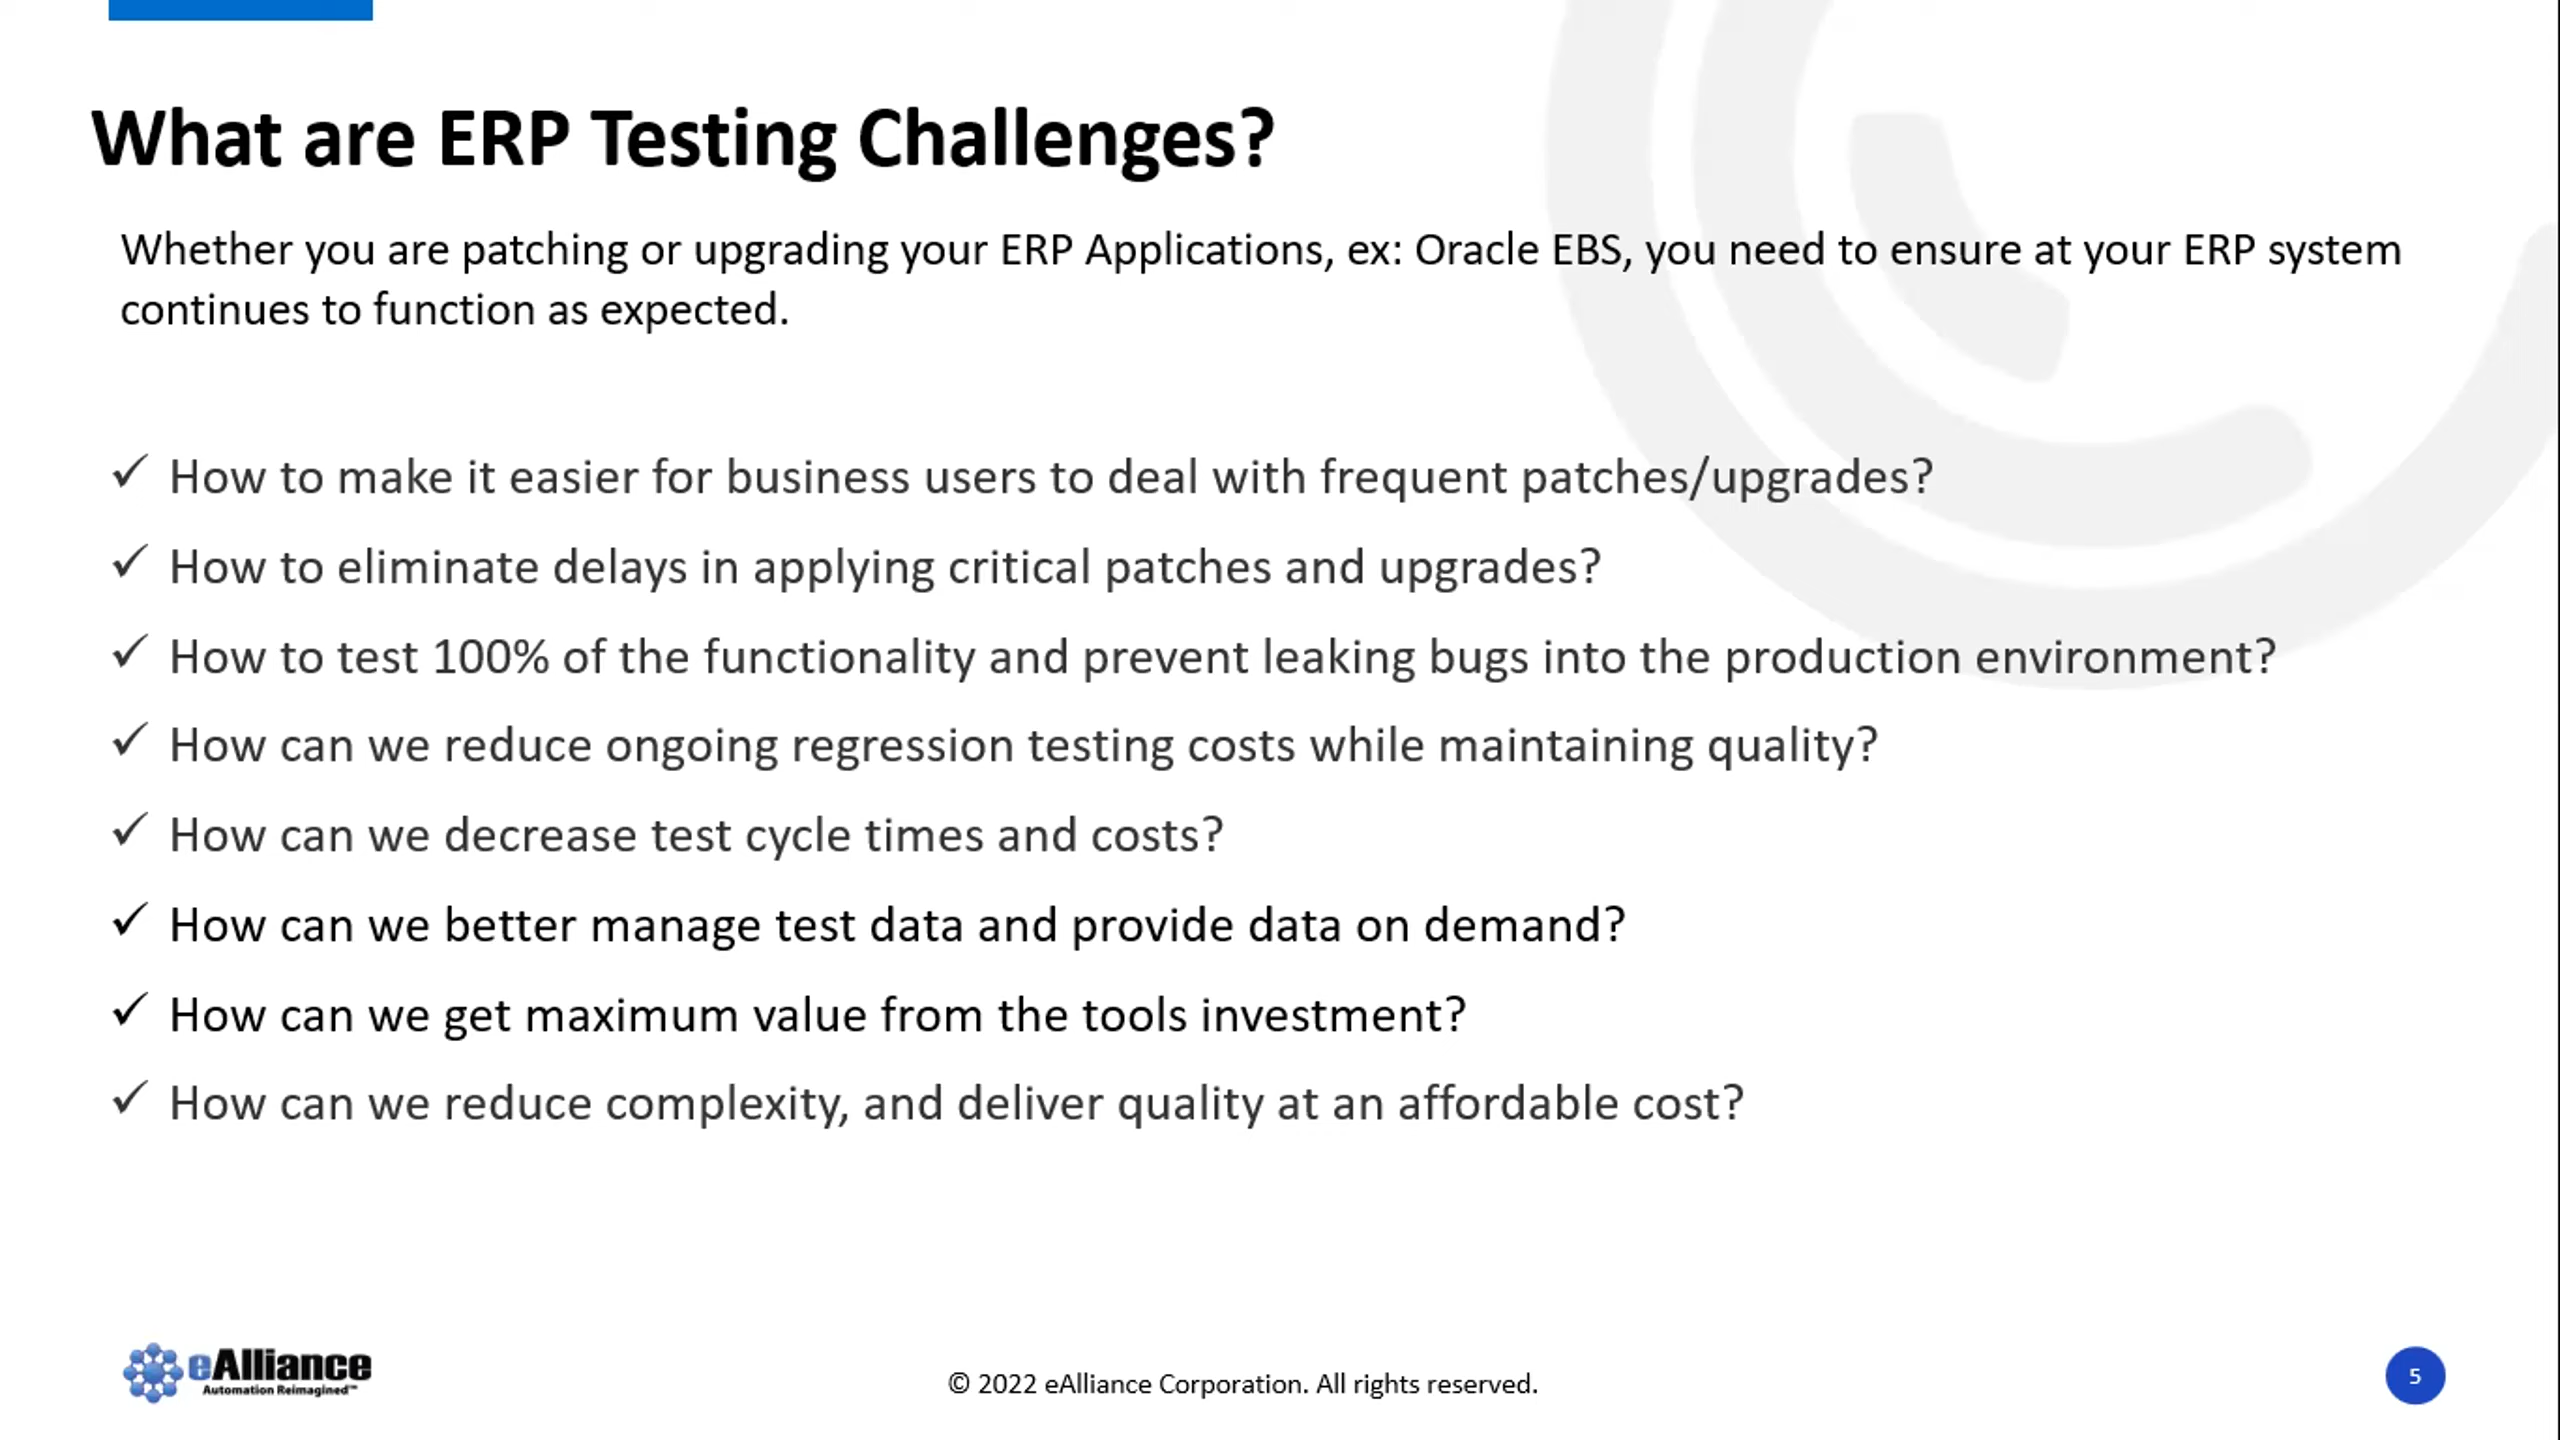 What are ERP Testing Challenges?
Whether you are patching or upgrading your ERP Applications, ex: Oracle EBS, you need to ensure at your ERP system
continues to function as expected.
✓ How to make it easier for business users to deal with frequent patches/upgrades?
✓ How to eliminate delays in applying critical patches and upgrades?
✓ How to test 100% of the functionality and prevent leaking bugs into the production environment?
✓ How can we reduce ongoing regression testing costs while maintaining quality?
✓ How can we decrease test cycle times and costs?
✓ How can we better manage test data and provide data on demand?
✓ How can we get maximum value from the tools investment?
✓ How can we reduce complexity, and deliver quality at an affordable cost?
eAlliance
Automation Reimagined™
© 2022 eAlliance Corporation. All rights reserved.
5